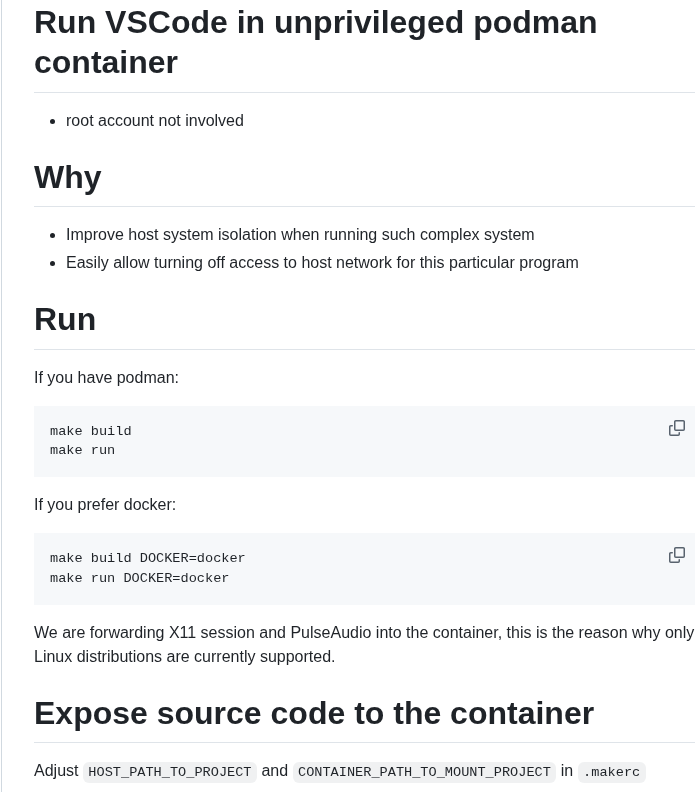 Run VSCode in unprivileged podman
container
root account not involved
Why
Improve host system isolation when running such complex system
Easily allow turning off access to host network for this particular program
Run
If you have podman:
make build
make run
If you prefer docker:
make build DOCKER=docker
make run DOCKER=docker
We are forwarding X11 session and PulseAudio into the container, this is the reason why only
Linux distributions are currently supported.
Expose source code to the container
Adjust HOST_PATH_TO_PROJECT and CONTAINER_PATH_TO_MOUNT_PROJECT in .makerc